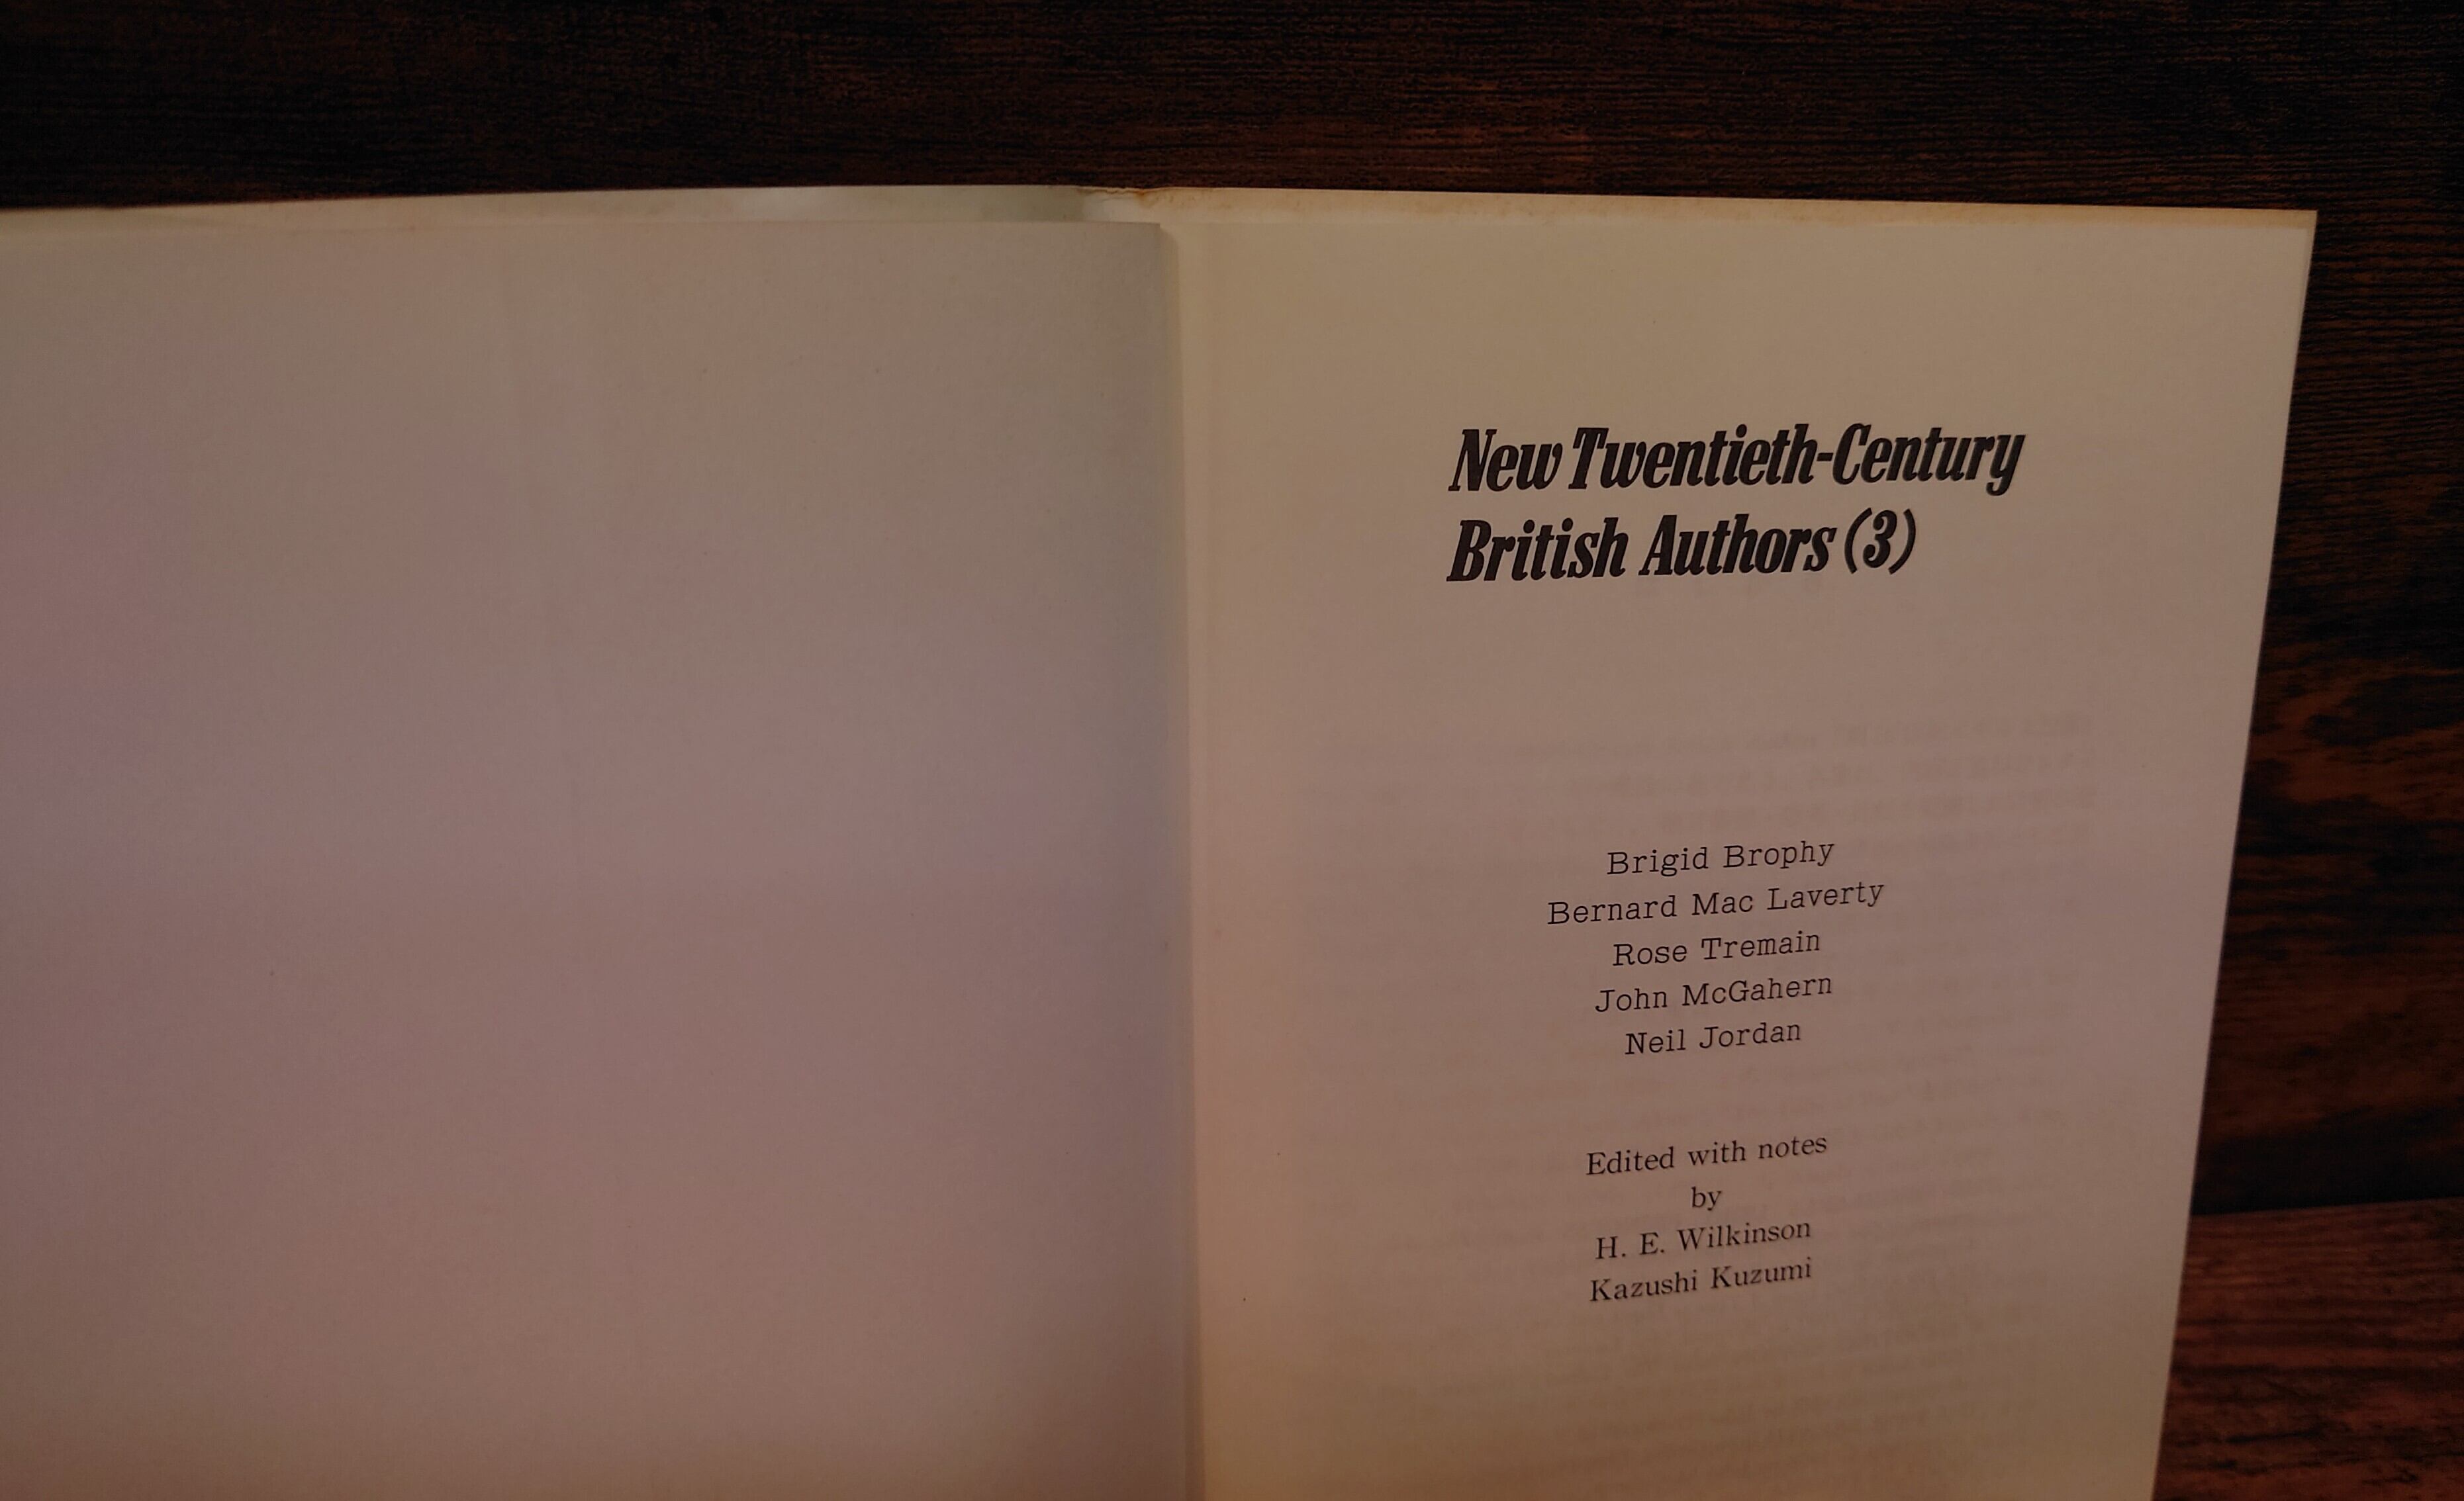 New Twentieth-Century
British Authors (3)
Brigid Brophy
Bernard Mac Laverty
Rose Tremain
John McGahern
Neil Jordan
Edited with notes
by
H. E. Wilkinson
Kazushi Kuzumi